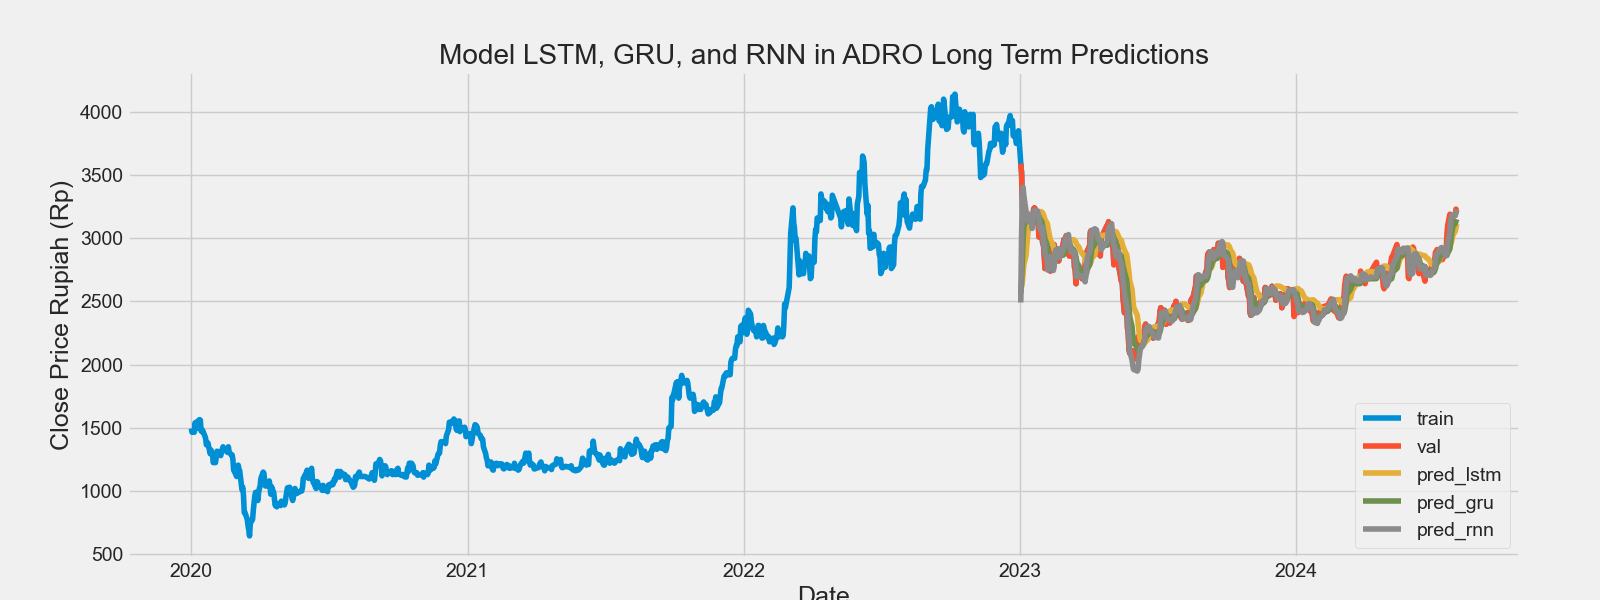 Model LSTM, GRU, and RNN in ADRO Long Term Predictions
Close Price Rupiah (Rp)
4000
3500
3000
2500
2000
1500
1000
500
2020
2021
2022
2023
2024
Date
train
val
pred_lstm
pred_gru
pred_rnn